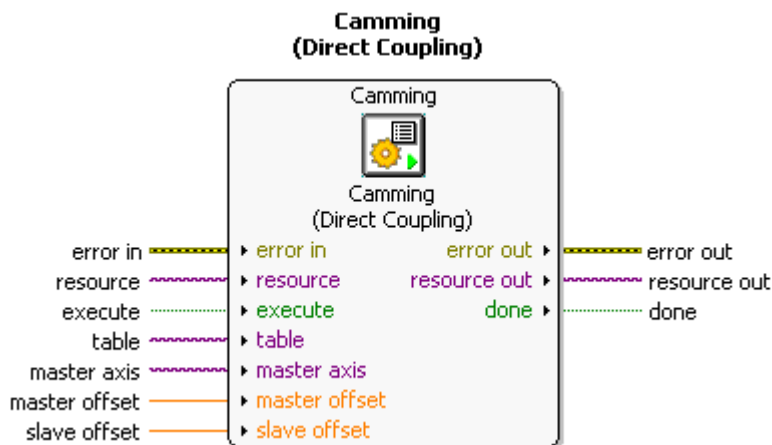 Camming
(Direct Coupling)
Camming
Camming
(Direct Coupling)
error in error in error out error out
resource resource resource out resource out
execute execute done done
table table
master axis master axis
master offset master offset
slave offset slave offset